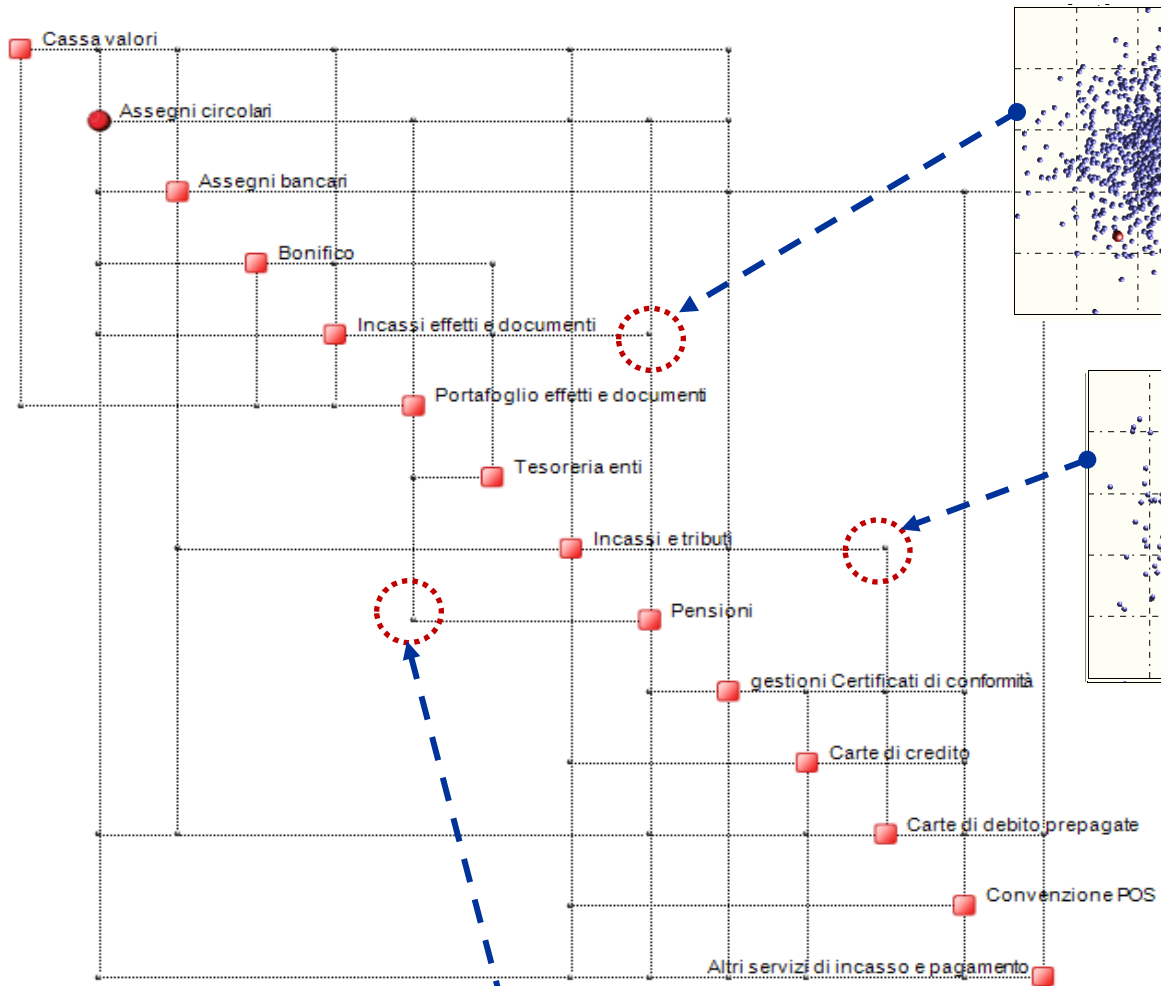 Cassa valori
Assegni circolari
Assegni bancari
Bonifico
Incassi effetti e documenti
Portafoglio effetti e documenti
Tesoreria enti
Incassi e tributi
Pensioni
gestioni Certificati di conformità
Carte di credito
Carte di debito prepagate
Convenzione POS
Altri servizi di incasso e pagamento